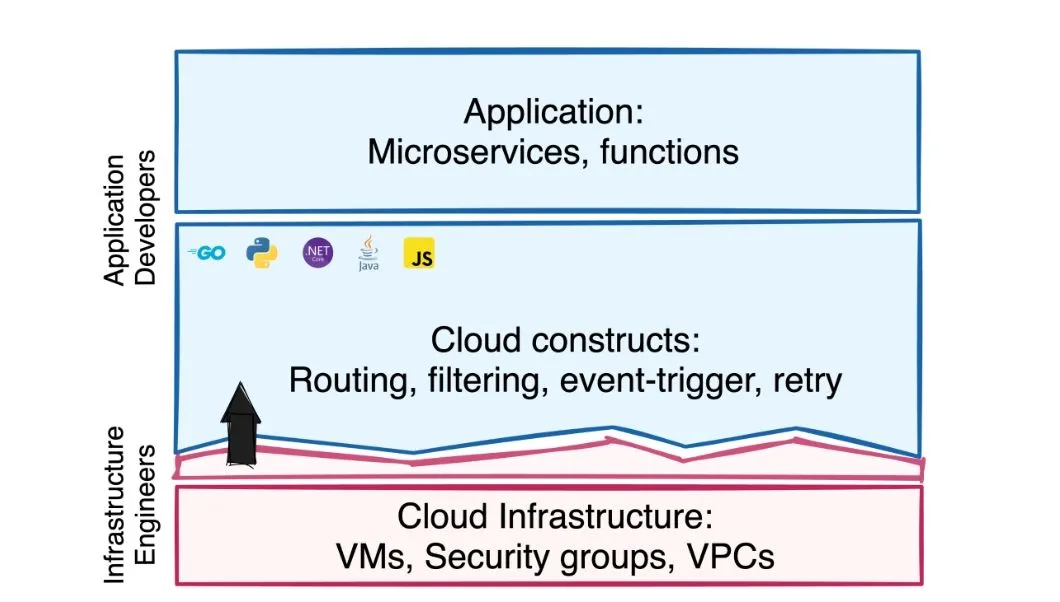 Application:
Microservices, functions
Application
Developers
GO
.NET
Core
Java
JS
Cloud constructs:
Routing, filtering, event-trigger, retry
Infrastructure
Engineers
Cloud Infrastructure:
VMs, Security groups, VPCs